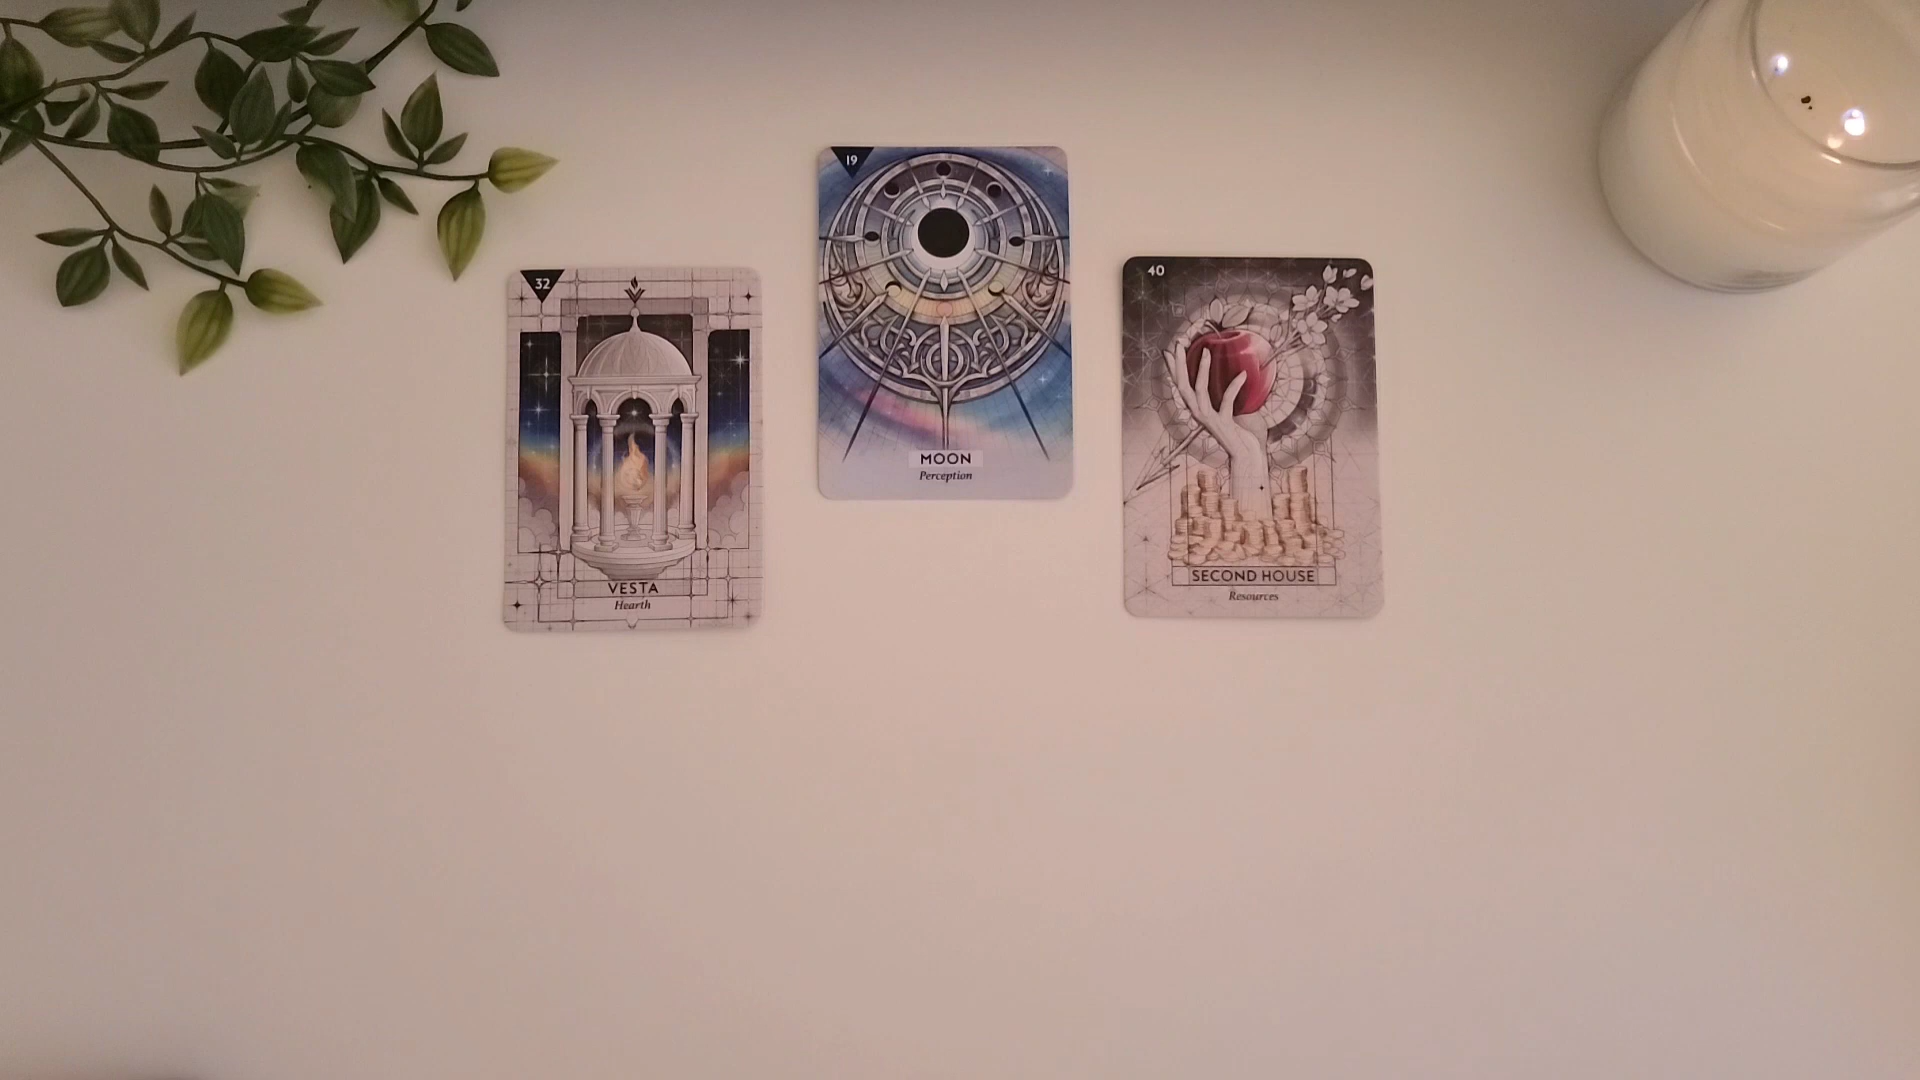 32
VESTA
Hearth
19
MOON
Perception
40
SECOND HOUSE
Resources